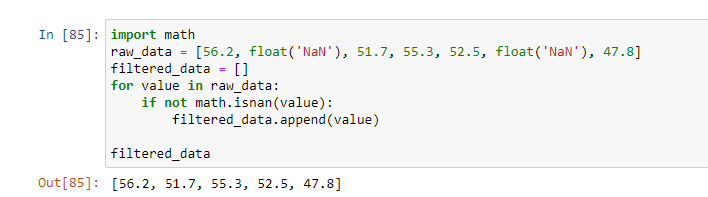 In [85]: import math
raw_data = [56.2, float('NaN'), 51.7, 55.3, 52.5, float('NaN'), 47.8]
filtered_data = []
for value in raw_data:
    if not math.isnan(value):
        filtered_data.append(value)
filtered_data
Out[85]: [56.2, 51.7, 55.3, 52.5, 47.8]